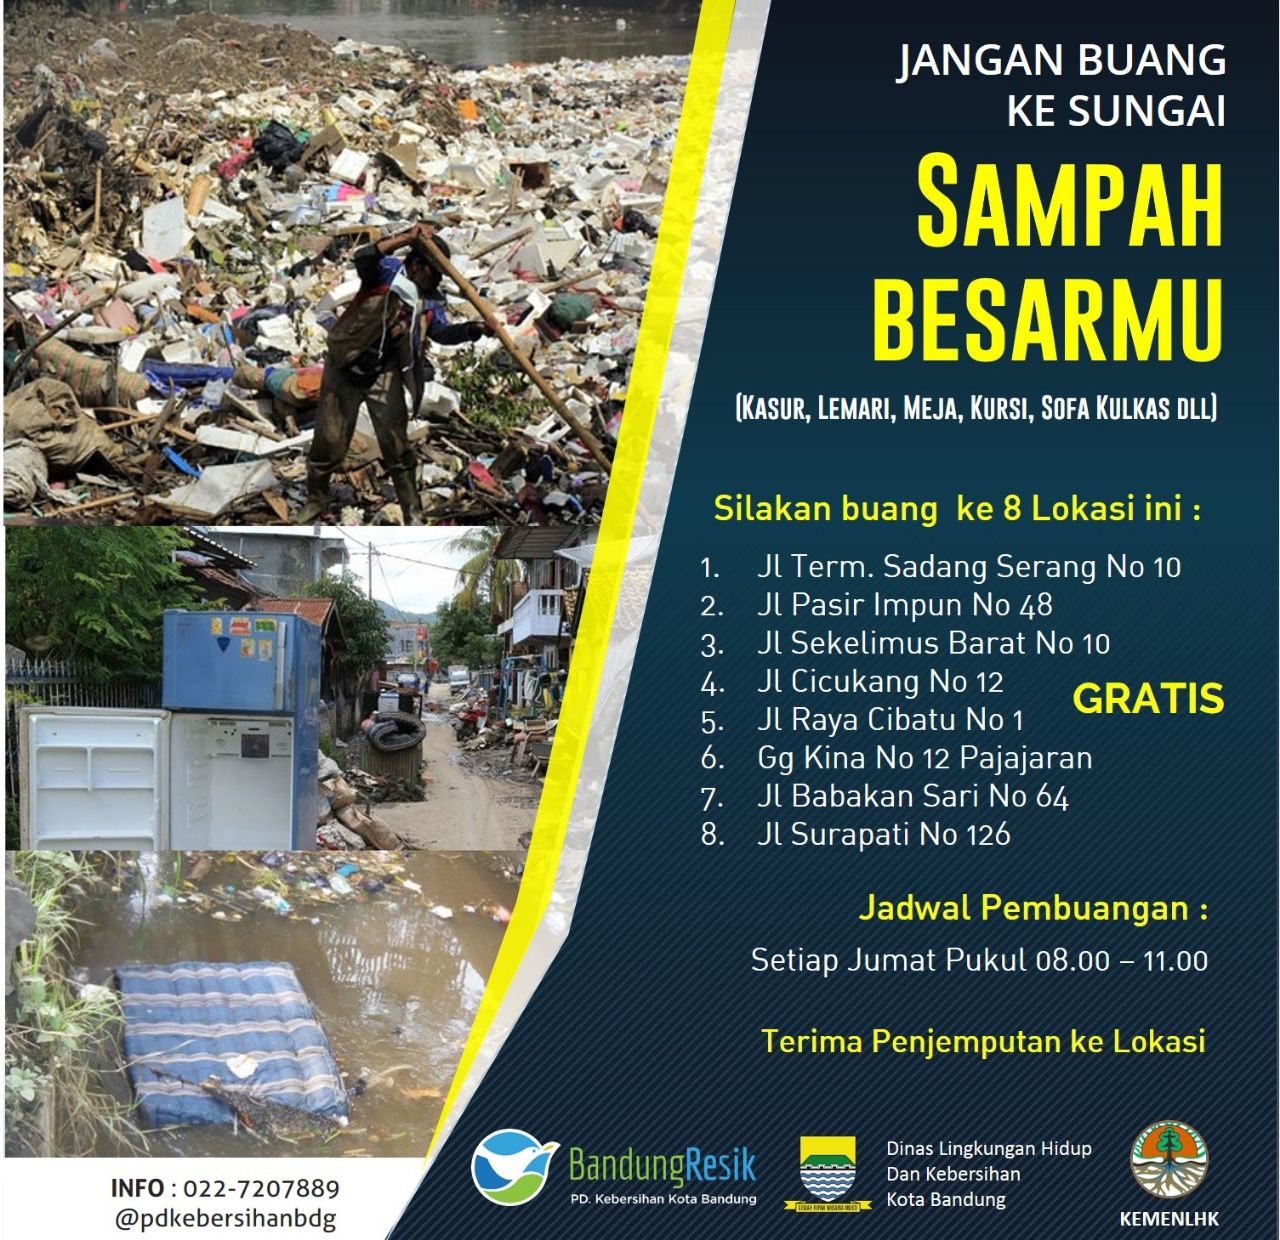 JANGAN BUANG
KE SUNGAI
SAMPAH
BESARMU
(KASUR, LEMARI, MEJA, KURSI, SOFA KULKAS DLL)
Silakan buang ke 8 Lokasi ini :
1. Jl Term. Sadang Serang No 10
2. Jl Pasir Impun No 48
3. Jl Sekelimus Barat No 10
4. Jl Cicukang No 12
GRATIS
5. Jl Raya Cibatu No 1
6. Gg Kina No 12 Pajajaran
7. Jl Babakan Sari No 64
8. Jl Surapati No 126
Jadwal Pembuangan :
Setiap Jumat Pukul 08.00 – 11.00
Terima Penjemputan ke Lokasi
INFO : 022-7207889
@pdkebersihanbdg
BandungResik
PD. Kebersihan Kota Bandung
Dinas Lingkungan Hidup
Dan Kebersihan
Kota Bandung
KEMENLHK